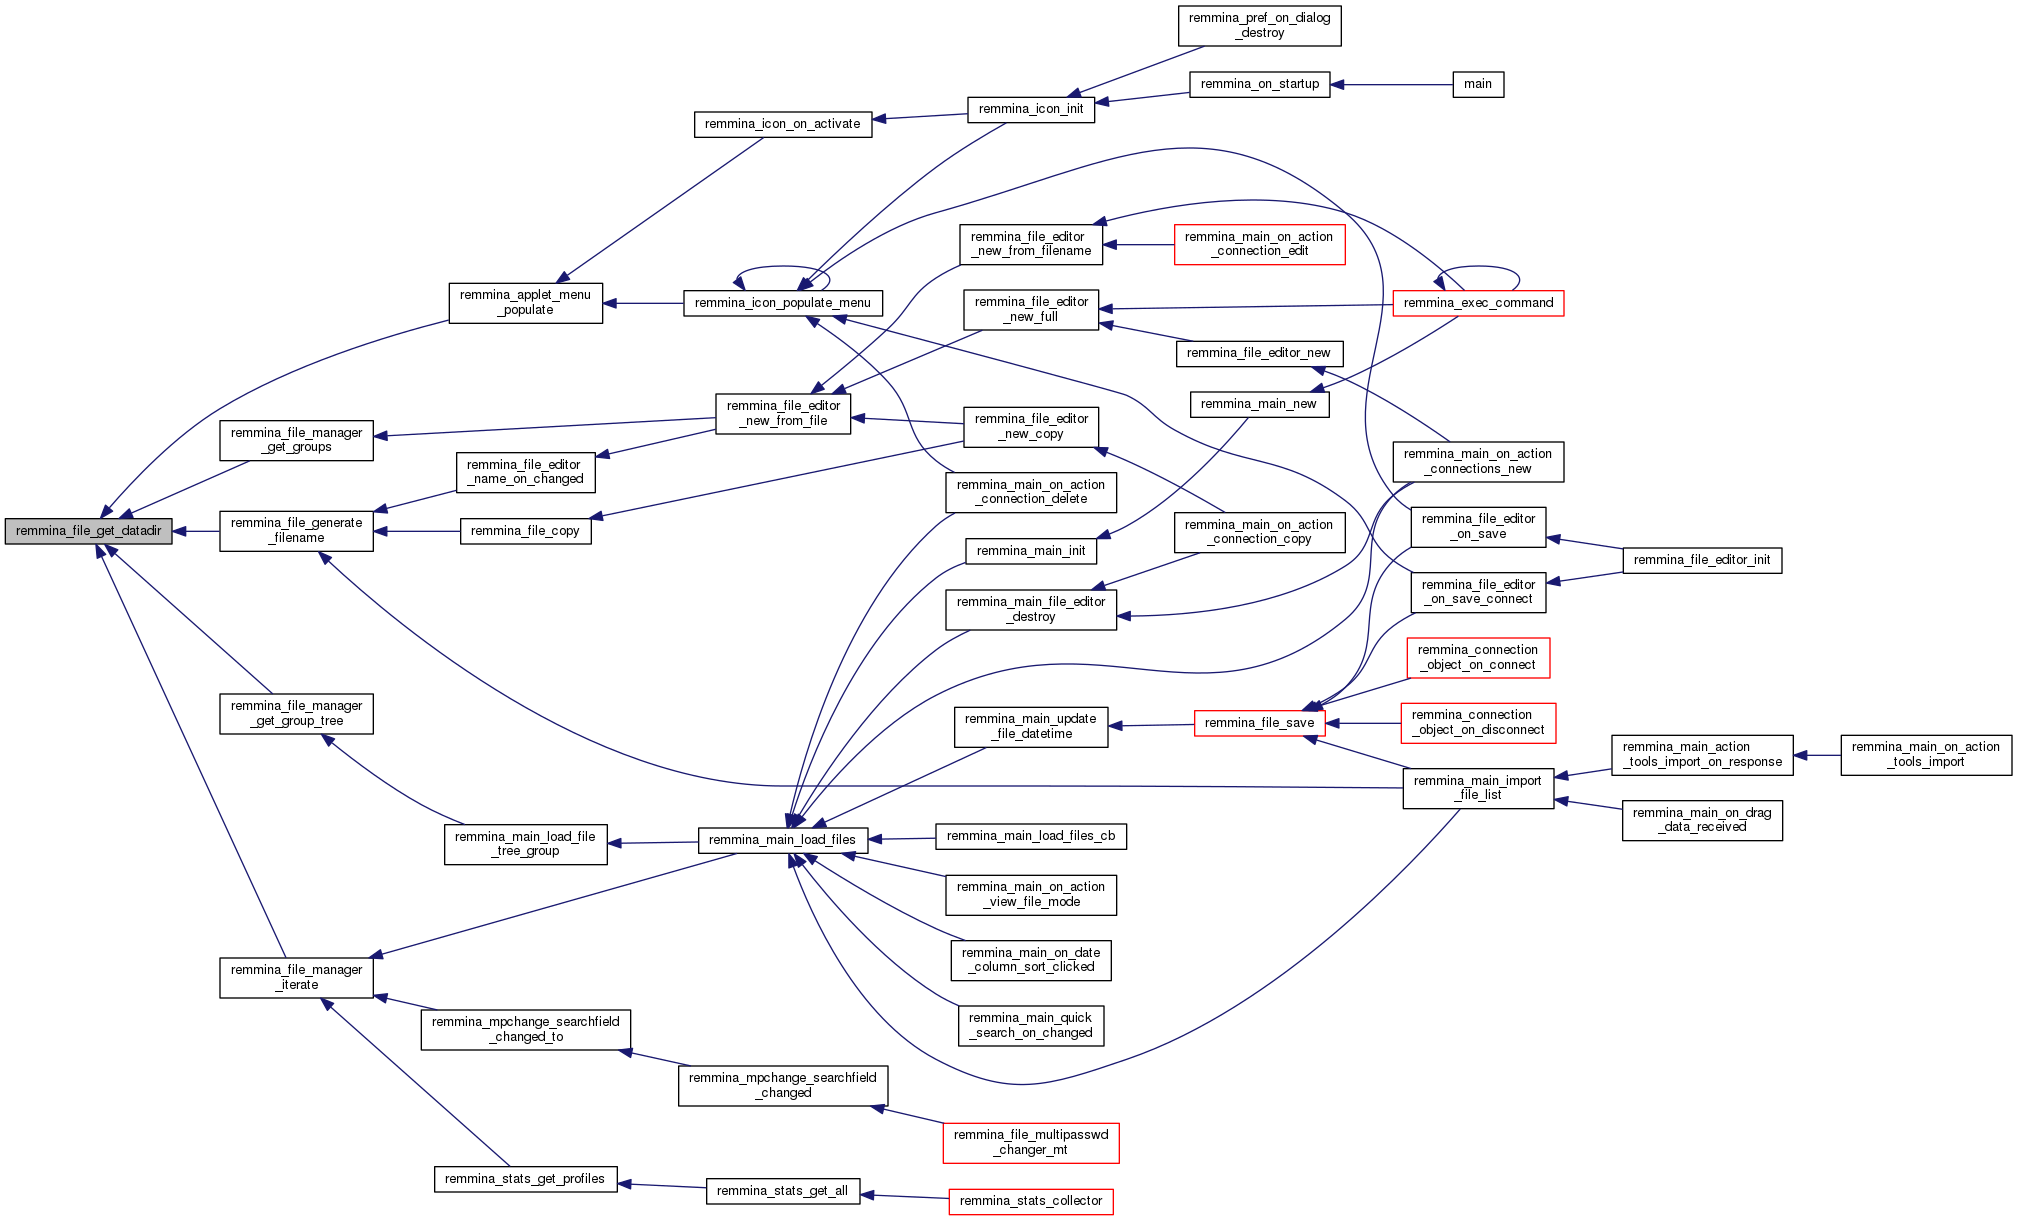 remmina_pref_on_dialog
_destroy
remmina_on_startup
main
remmina_icon_init
remmina_icon_on_activate
remmina_file_editor
_new_from_filename
remmina_main_on_action
_connection_edit
remmina_applet_menu
_populate
remmina_icon_populate_menu
remmina_file_editor
_new_full
remmina_exec_command
remmina_file_editor_new
remmina_main_new
remmina_file_editor
_new_from_file
remmina_file_editor
_new_copy
remmina_file_manager
_get_groups
remmina_file_editor
_name_on_changed
remmina_main_on_action
_connections_new
remmina_main_on_action
_connection_delete
remmina_file_get_datadir
remmina_file_generate
_filename
remmina_file_copy
remmina_main_on_action
_connection_copy
remmina_file_editor
_on_save
remmina_main_init
remmina_file_editor_init
remmina_main_file_editor
_destroy
remmina_file_editor
_on_save_connect
remmina_connection
_object_on_connect
remmina_file_manager
_get_group_tree
remmina_main_update
_file_datetime
remmina_file_save
remmina_connection
_object_on_disconnect
remmina_main_action
_tools_import_on_response
remmina_main_on_action
_tools_import
remmina_main_import
_file_list
remmina_main_on_drag
_data_received
remmina_main_load_file
_tree_group
remmina_main_load_files
remmina_main_load_files_cb
remmina_main_on_action
_view_file_mode
remmina_main_on_date
_column_sort_clicked
remmina_file_manager
_iterate
remmina_main_quick
_search_on_changed
remmina_mpchange_searchfield
_changed_to
remmina_mpchange_searchfield
_changed
remmina_file_multipasswd
_changer_mt
remmina_stats_get_profiles
remmina_stats_get_all
remmina_stats_collector